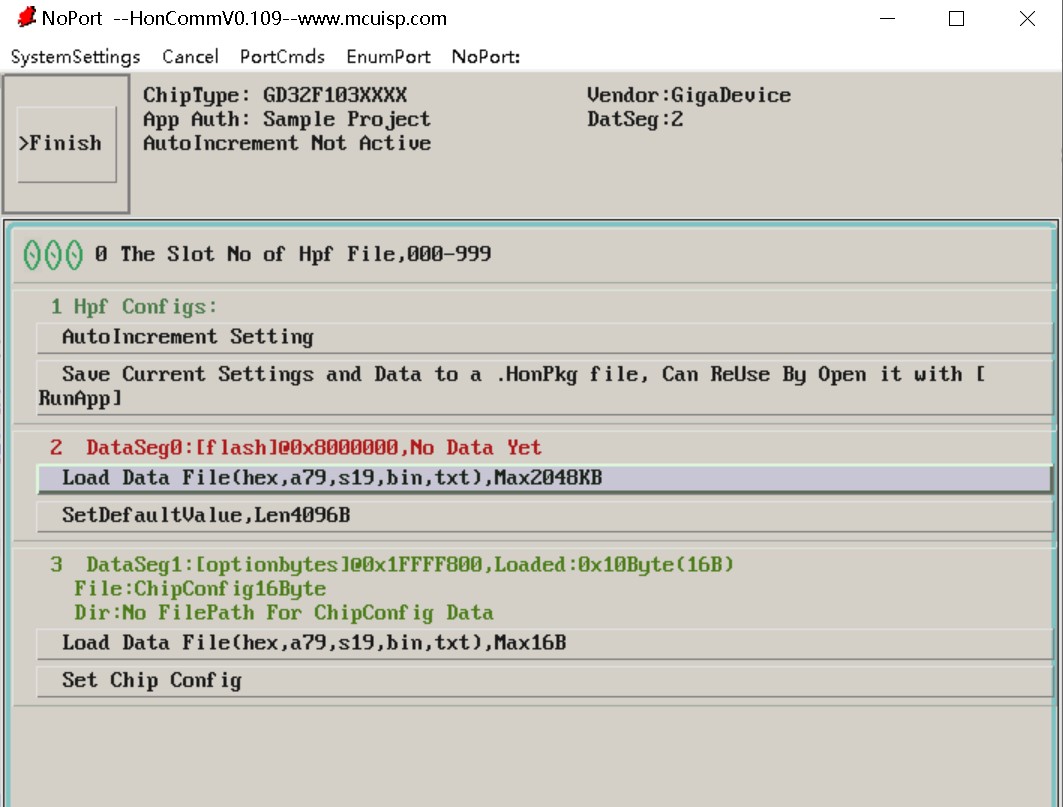 NoPort --HonCommV0.109--www.mcuisp.com
SystemSettings Cancel PortCmds EnumPort NoPort:
>Finish
ChipType: GD32F103XXXX Vendor:GigaDevice
App Auth: Sample Project DatSeg:2
AutoIncrement Not Active
000 0 The Slot No of Hpf File,000-999
1 Hpf Configs:
AutoIncrement Setting
Save Current Settings and Data to a .HonPkg file, Can ReUse By Open it with [
RunApp]
2 DataSeg0:[flash]@0x8000000,No Data Yet
Load Data File(hex,a79,s19,bin,txt),Max2048KB
SetDefaultValue,Len4096B
3 DataSeg1:[optionbytes]@0x1FFFF800,Loaded:0x10Byte(16B)
File:ChipConfig16Byte
Dir:No FilePath For ChipConfig Data
Load Data File(hex,a79,s19,bin,txt),Max16B
Set Chip Config